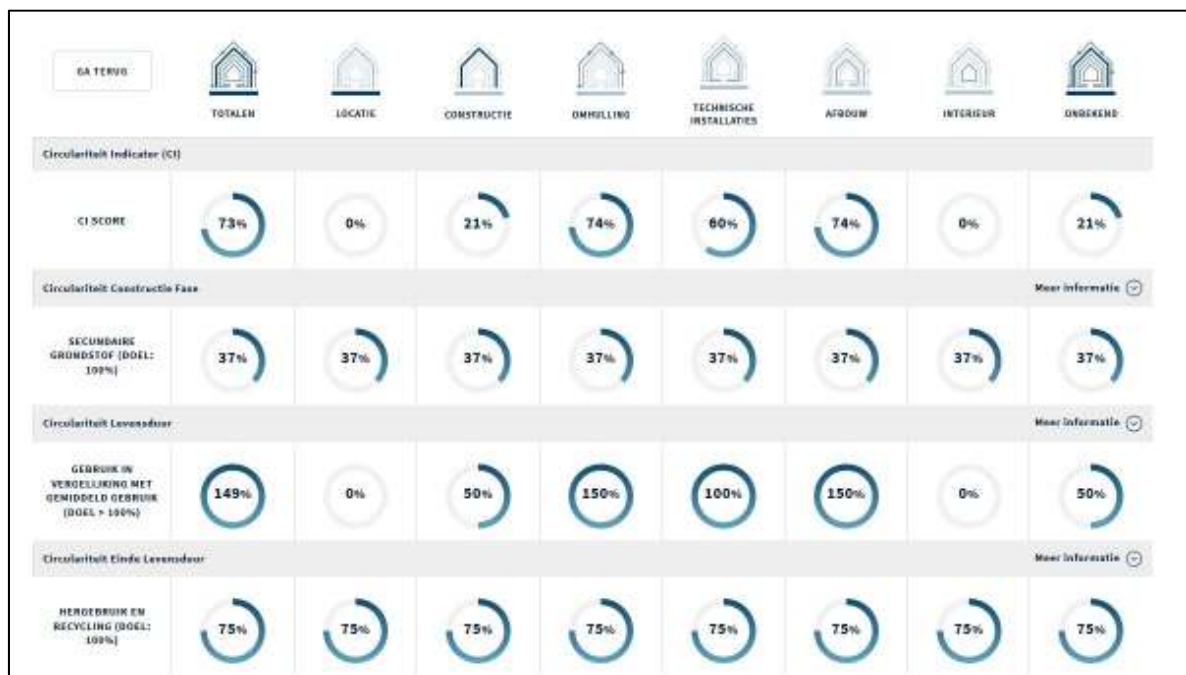 GA TERUG
TOTALEN
LOCATIE
CONSTRUCTIE
OMHULLING
TECHNISCHE
INSTALLATIES
AFBOUW
INTERIEUR
ONBEKEND
Circulariteit Indicator (CI)
CI SCORE
73%
0%
21%
74%
60%
74%
0%
21%
Circulariteit Constructie Fase
Meer informatie
SECUNDAIRE
GRONDSTOF (DOEL:
100%)
37%
37%
37%
37%
37%
37%
37%
37%
Circulariteit Levensduur
Meer informatie
GEBRUIK IN
VERGELIJKING MET
GEMIDDELD GEBRUIK
(DOEL > 100%)
149%
0%
50%
150%
100%
150%
0%
50%
Circulariteit Einde Levensduur
Meer informatie
HERGEBRUIK EN
RECYCLING (DOEL:
100%)
75%
75%
75%
75%
75%
75%
75%
75%